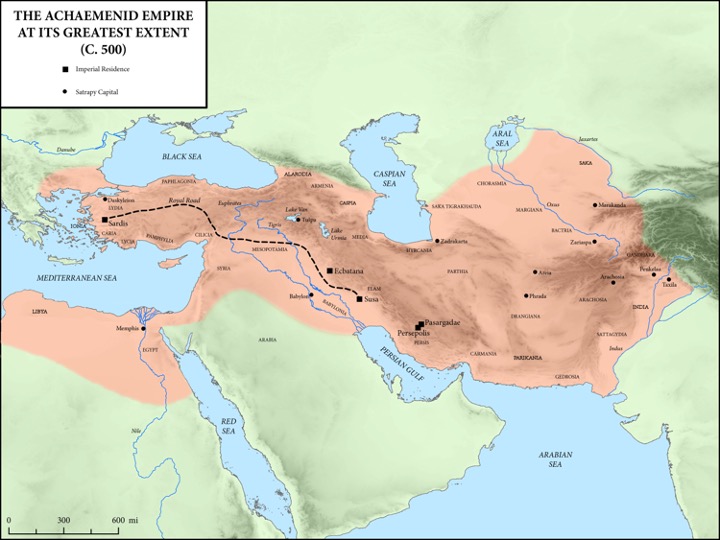 THE ACHAEMENID EMPIRE
AT ITS GREATEST EXTENT
(C. 500)
Imperial Residence
Satrapy Capital
Danube
BLACK SEA
ARAL
SEA
Iaxartes
CASPIAN
SEA
SAKA
PAPHLAGONIA
ALARODIA
ARMENIA
CHORASMIA
Daskyleion
LYDIA
Royal Road
Euphrates
CASPIA
SAKA TIGRAKHAUDA
MARGIANA
Oxus
Marakanda
Sardis
IONIA
Lake Van
Tuspa
Tigris
Lake
Urmia
CARIA
LYCIA
PAMPHYLIA
CILICIA
MEDIA
HYRCANIA
Zadrakarta
BACTRIA
Zariaspa
MESOPOTAMIA
GANDHARA
SYRIA
Ecbatana
PARTHIA
Peukelas
Taxila
MEDITERRANEAN SEA
ELAM
Susa
Arachosia
ARACHOSIA
Phrada
Babylon
BABYLONIA
INDIA
LIBYA
DRANGIANA
Memphis
Pasargadae
Persepolis
PERSIS
SATTAGYDIA
EGYPT
ARABIA
Indus
CARMANIA
PARIKANIA
PERSIAN GULF
GEDROSIA
RED
SEA
Nile
ARABIAN
SEA
0 300 600 mi